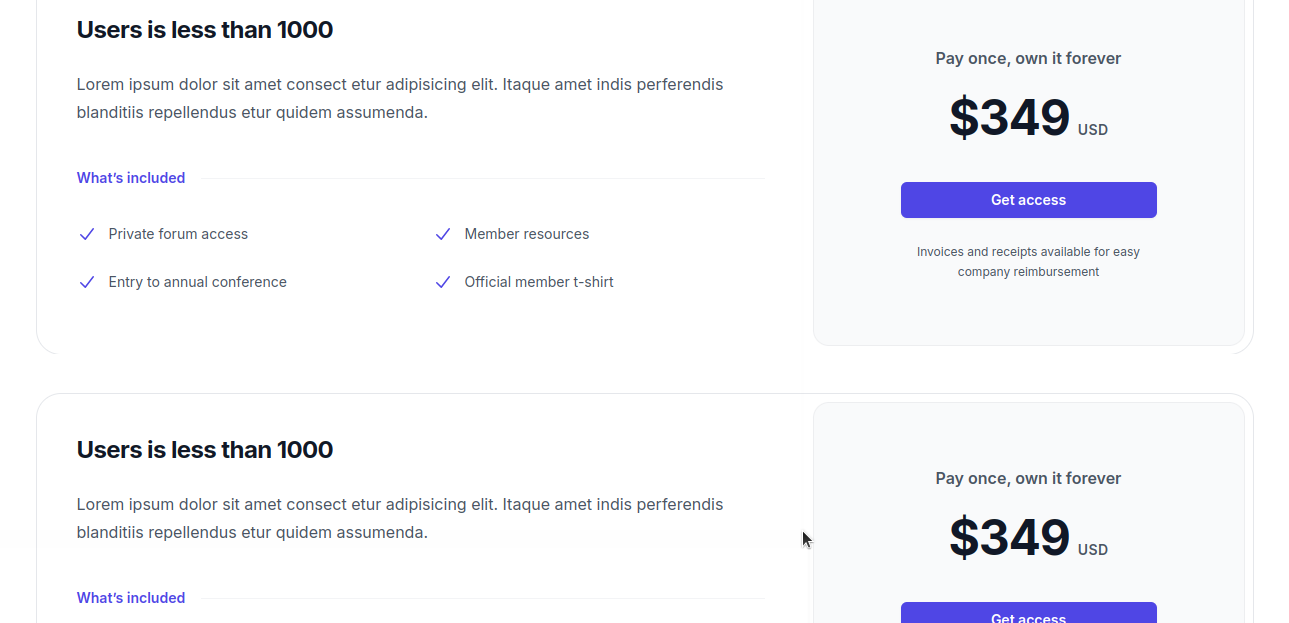 Users is less than 1000
Lorem ipsum dolor sit amet consect etur adipisicing elit. Itaque amet indis perferendis
blanditiis repellendus etur quidem assumenda.
What's included
Private forum access
Member resources
Entry to annual conference
Official member t-shirt
Pay once, own it forever
$349 USD
Get access
Invoices and receipts available for easy
company reimbursement
Users is less than 1000
Lorem ipsum dolor sit amet consect etur adipisicing elit. Itaque amet indis perferendis
blanditiis repellendus etur quidem assumenda.
What's included
Pay once, own it forever
$349 USD
Get access